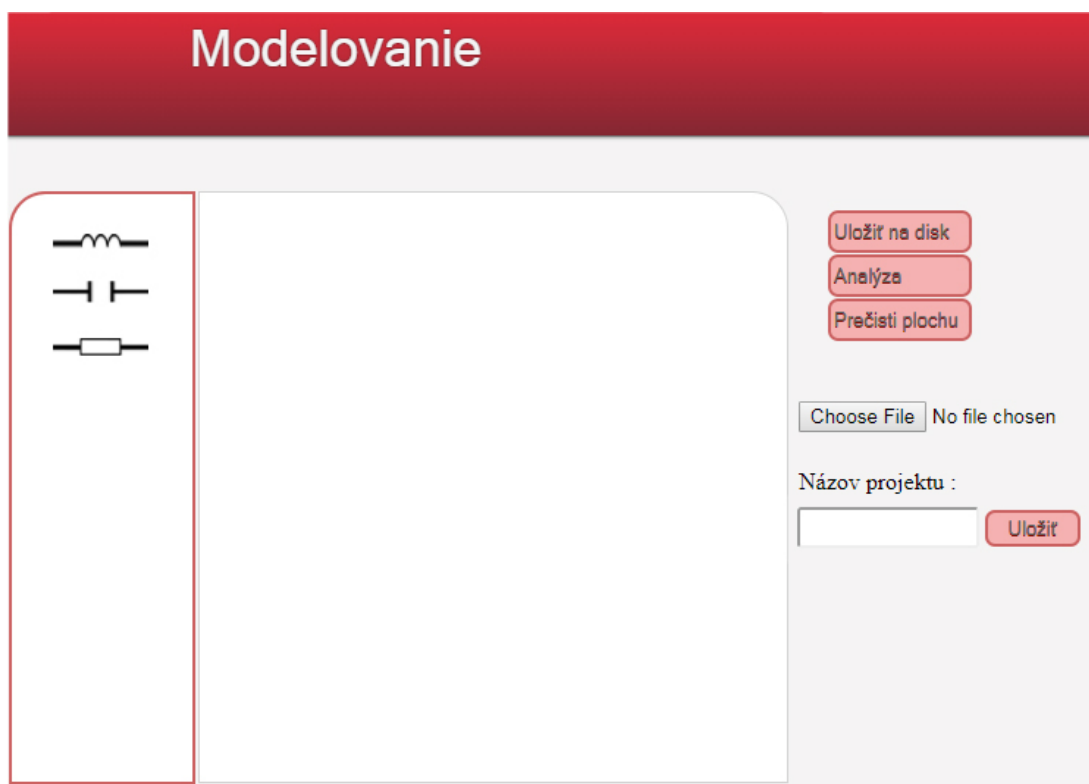 Modelovanie
Uložiť na disk
Analýza
Prečisti plochu
Choose File No file chosen
Názov projektu :
Uložiť